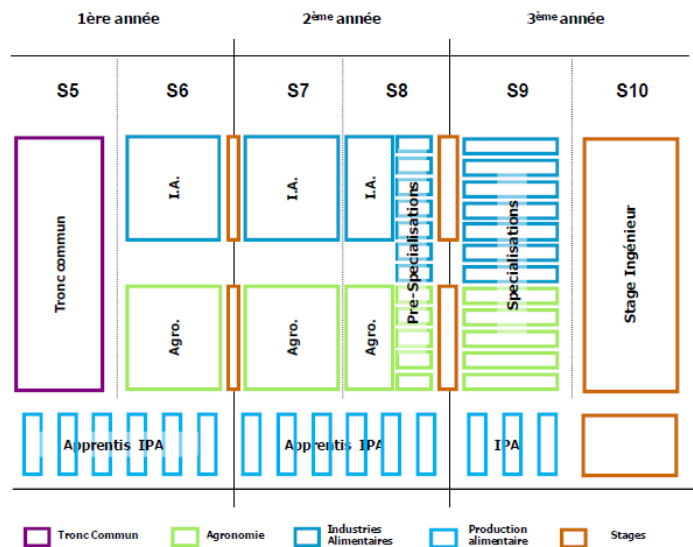 1ère année
2ème année
3ème année
S5
S6
S7
S8
S9
S10
Tronc commun
I.A.
I.A.
I.A.
Pre-Specialisations
Specialisations
Stage Ingénieur
Agro.
Agro.
Agro.
Apprentis IPA
Apprentis IPA
IPA
Tronc Commun
Agronomie
Industries
Alimentaires
Production
alimentaire
Stages